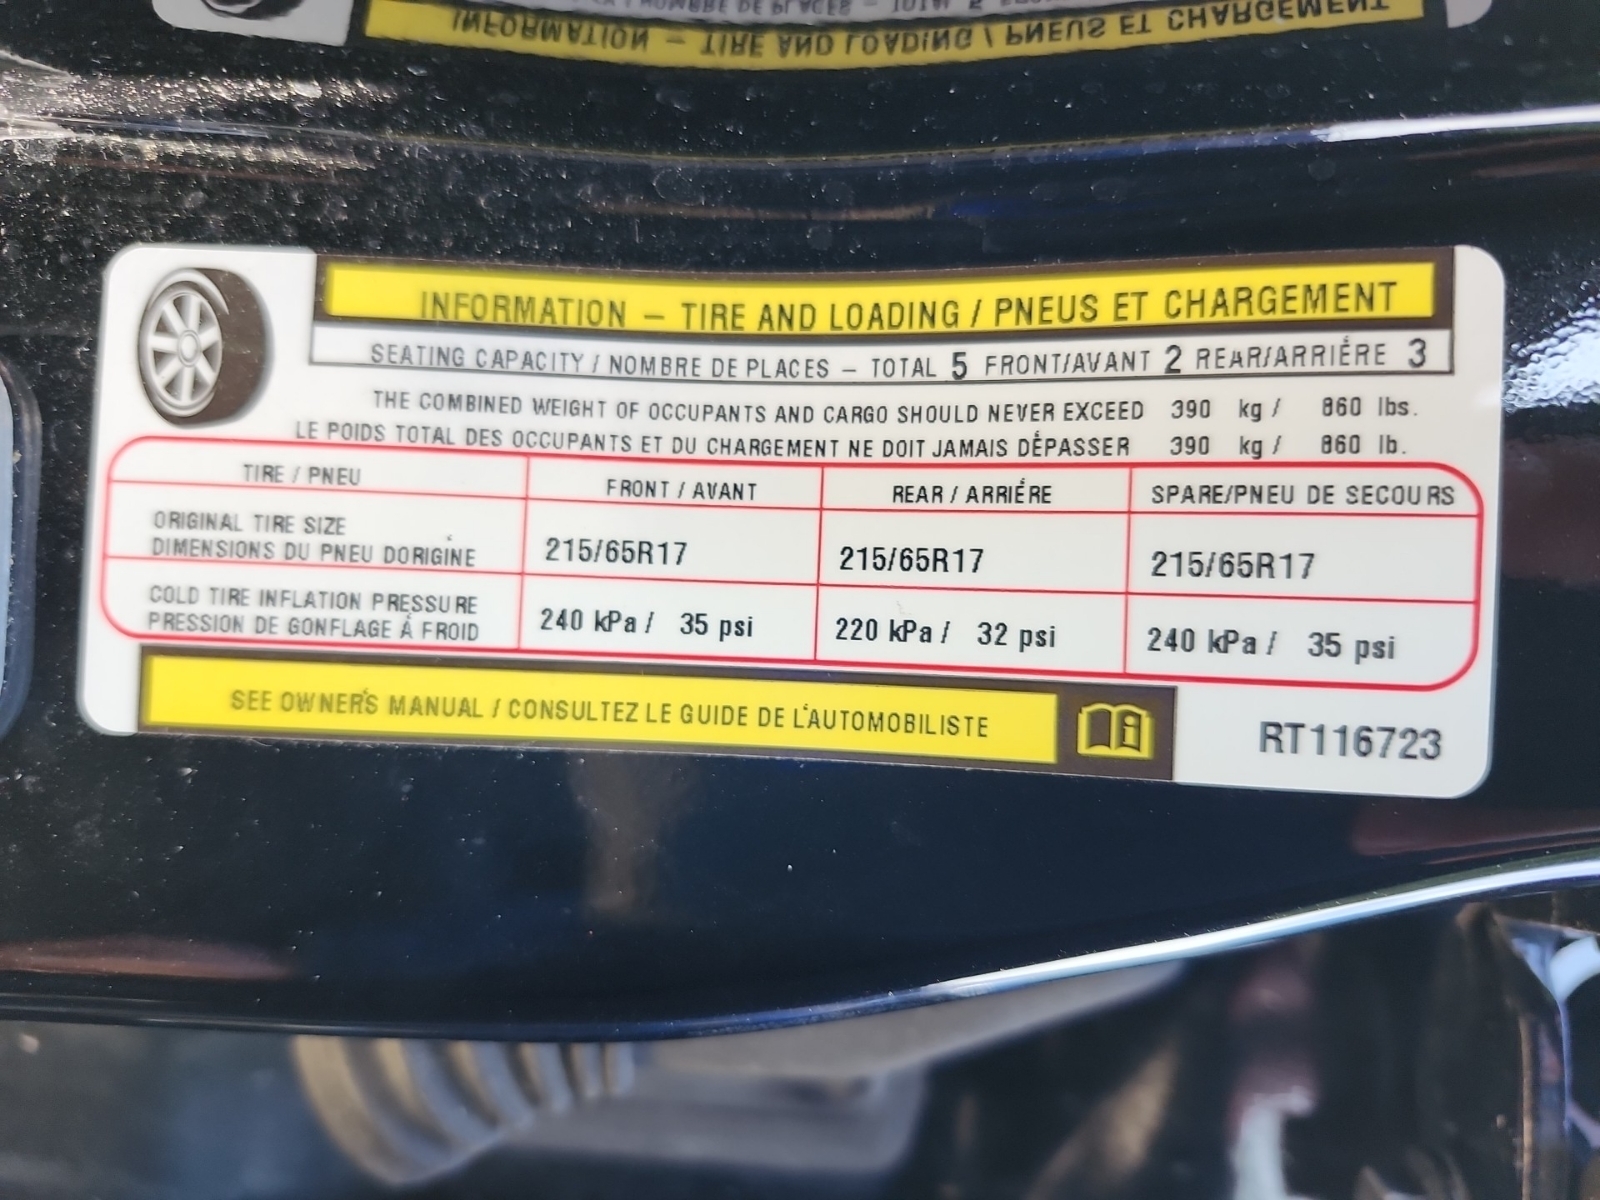 INFORMATION – TIRE AND LOADING / PNEUS ET CHARGEMENT
INFORMATION – TIRE AND LOADING / PNEUS ET CHARGEMENT
SEATING CAPACITY / NOMBRE DE PLACES – TOTAL 5 FRONT/AVANT 2 REAR/ARRIÉRE 3
THE COMBINED WEIGHT OF OCCUPANTS AND CARGO SHOULD NEVER EXCEED 390 kg / 860 lbs.
LE POIDS TOTAL DES OCCUPANTS ET DU CHARGEMENT NE DOIT JAMAIS DÉPASSER 390 kg / 860 lb.
TIRE / PNEU FRONT / AVANT REAR / ARRIÉRE SPARE/PNEU DE SECOURS
ORIGINAL TIRE SIZE
DIMENSIONS DU PNEU D'ORIGINE 215/65R17 215/65R17 215/65R17
COLD TIRE INFLATION PRESSURE
PRESSION DE GONFLAGE À FROID 240 kPa / 35 psi 220 kPa / 32 psi 240 kPa / 35 psi
SEE OWNER'S MANUAL / CONSULTEZ LE GUIDE DE L'AUTOMOBILISTE
RT116723